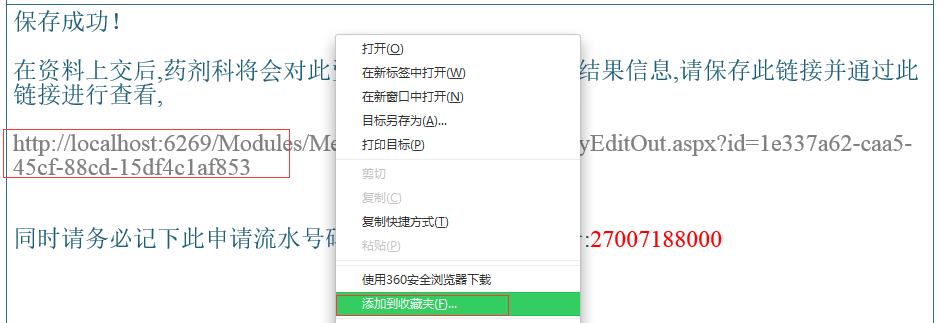 保存成功！
在资料上交后,药剂科将会对此 结果信息,请保存此链接并通过此
链接进行查看,
http://localhost:6269/Modules/Me yEditOut.aspx?id=1e337a62-caa5-
45cf-88cd-15df4c1af853
同时请务必记下此申请流水号 :27007188000
打开(O)
在新标签中打开(W)
在新窗口中打开(N)
目标另存为(A)...
打印目标(P)
剪切
复制(C)
复制快捷方式(T)
粘贴(P)
使用360安全浏览器下载
添加到收藏夹(F)...